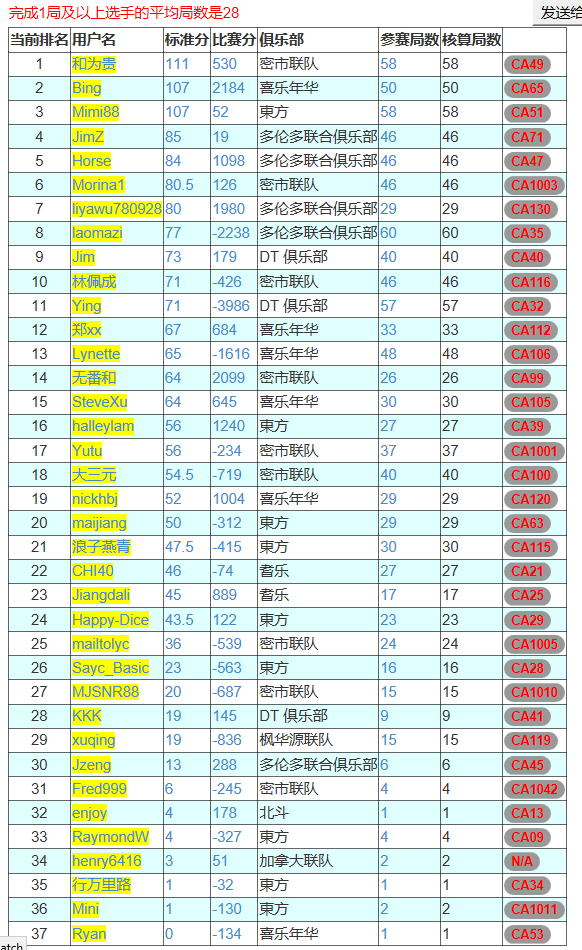 完成1局及以上选手的平均局数是28
发送给
当前排名 用户名 标准分 比赛分 俱乐部 参赛局数 核算局数
1 和为贵 111 530 密市联队 58 58 CA49
2 Bing 107 2184 喜乐年华 50 50 CA65
3 Mimi88 107 52 東方 58 58 CA51
4 JimZ 85 19 多伦多联合俱乐部 46 46 CA71
5 Horse 84 1098 多伦多联合俱乐部 46 46 CA47
6 Morina1 80.5 126 密市联队 46 46 CA1003
7 liyawu780928 80 1980 多伦多联合俱乐部 29 29 CA130
8 laomazi 77 -2238 多伦多联合俱乐部 60 60 CA35
9 Jim 73 179 DT 俱乐部 40 40 CA40
10 林佩成 71 -426 密市联队 46 46 CA116
11 Ying 71 -3986 DT 俱乐部 57 57 CA32
12 郑xx 67 684 喜乐年华 33 33 CA112
13 Lynette 65 -1616 喜乐年华 48 48 CA106
14 无番和 64 2099 密市联队 26 26 CA99
15 SteveXu 64 645 喜乐年华 30 30 CA105
16 halleylam 56 1240 東方 27 27 CA39
17 Yutu 56 -234 密市联队 37 37 CA1001
18 大三元 54.5 -719 密市联队 40 40 CA100
19 nickhbj 52 1004 喜乐年华 29 29 CA120
20 maijiang 50 -312 東方 29 29 CA63
21 浪子燕青 47.5 -415 東方 30 30 CA115
22 CHI40 46 -74 耆乐 27 27 CA21
23 Jiangdali 45 889 耆乐 17 17 CA25
24 Happy-Dice 43.5 122 東方 23 23 CA29
25 mailtolyc 36 -539 密市联队 24 24 CA1005
26 Sayc_Basic 23 -563 東方 16 16 CA28
27 MJSNR88 20 -687 密市联队 15 15 CA1010
28 KKK 19 145 DT 俱乐部 9 9 CA41
29 xuqing 19 -836 枫华源联队 15 15 CA119
30 Jzeng 13 288 多伦多联合俱乐部 6 6 CA45
31 Fred999 6 -245 密市联队 4 4 CA1042
32 enjoy 4 178 北斗 1 1 CA13
33 RaymondW 4 -327 東方 4 4 CA09
34 henry6416 3 51 加拿大联队 2 2 N/A
35 行万里路 1 -32 東方 1 1 CA34
36 Mini 1 -130 東方 2 2 CA1011
37 Ryan 0 -134 喜乐年华 1 1 CA53
atch